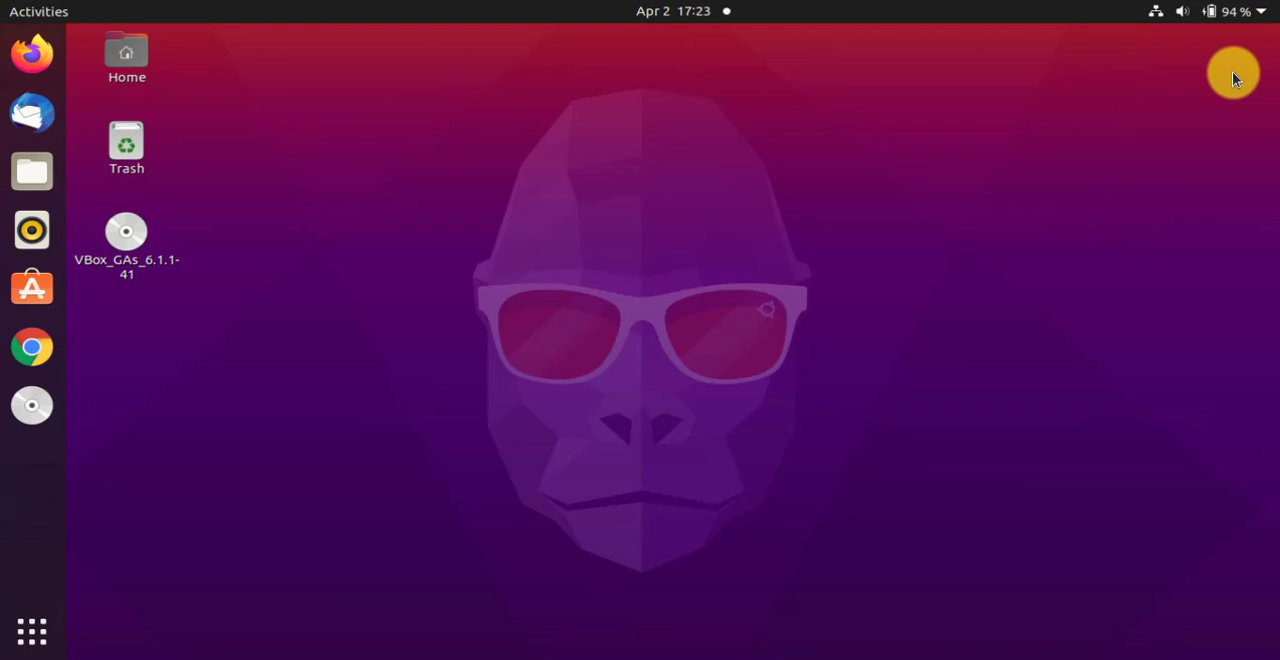 Activities
Apr 2 17:23
94 %
Home
Trash
VBox_GAs_6.1.1-
41